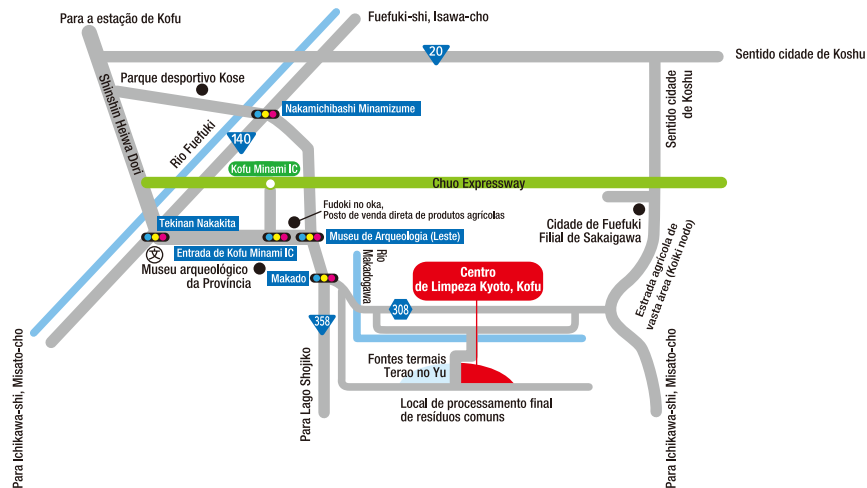 Para a estação de Kofu
Fuefuki-shi, Isawa-cho
20
Sentido cidade de Koshu
Parque desportivo Kose
Shinshin Heiwa Dori
Nakamichibashi Minamizume
Sentido cidade
de Koshu
Rio Fuefuki
140
Kofu Minami IC
Chuo Expressway
Fudoki no oka,
Posto de venda direta de produtos agrícolas
Cidade de Fuefuki
Filial de Sakaigawa
Tekinan Nakakita
文
Entrada de Kofu Minami IC
Museu de Arqueologia (Leste)
Museu arqueológico
da Província
Makado
Rio
Makadogawa
Centro
de Limpeza Kyoto, Kofu
Estrada agrícola de
vasta área (Koiki nodo)
308
358
Fontes termais
Terao no Yu
Para Lago Shojiko
Local de processamento final
de resíduos comuns
Para Ichikawa-shi, Misato-cho
Para Ichikawa-shi, Misato-cho